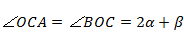 ∠OCA = ∠BOC = 2α + β